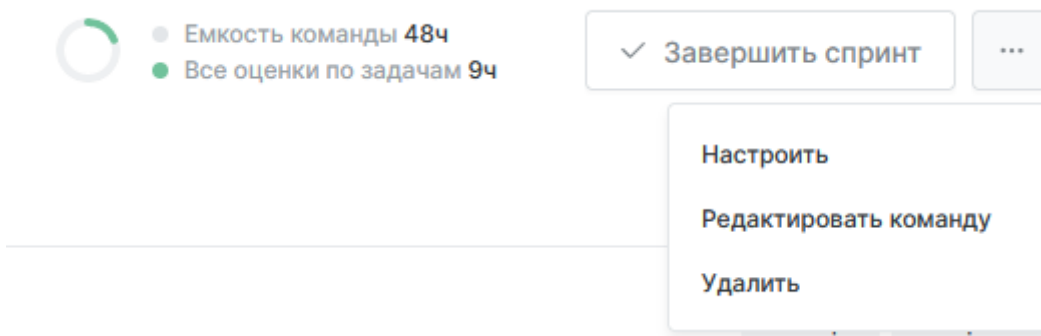 Емкость команды 48ч
Все оценки по задачам 9ч
Завершить спринт
...
Настроить
Редактировать команду
Удалить